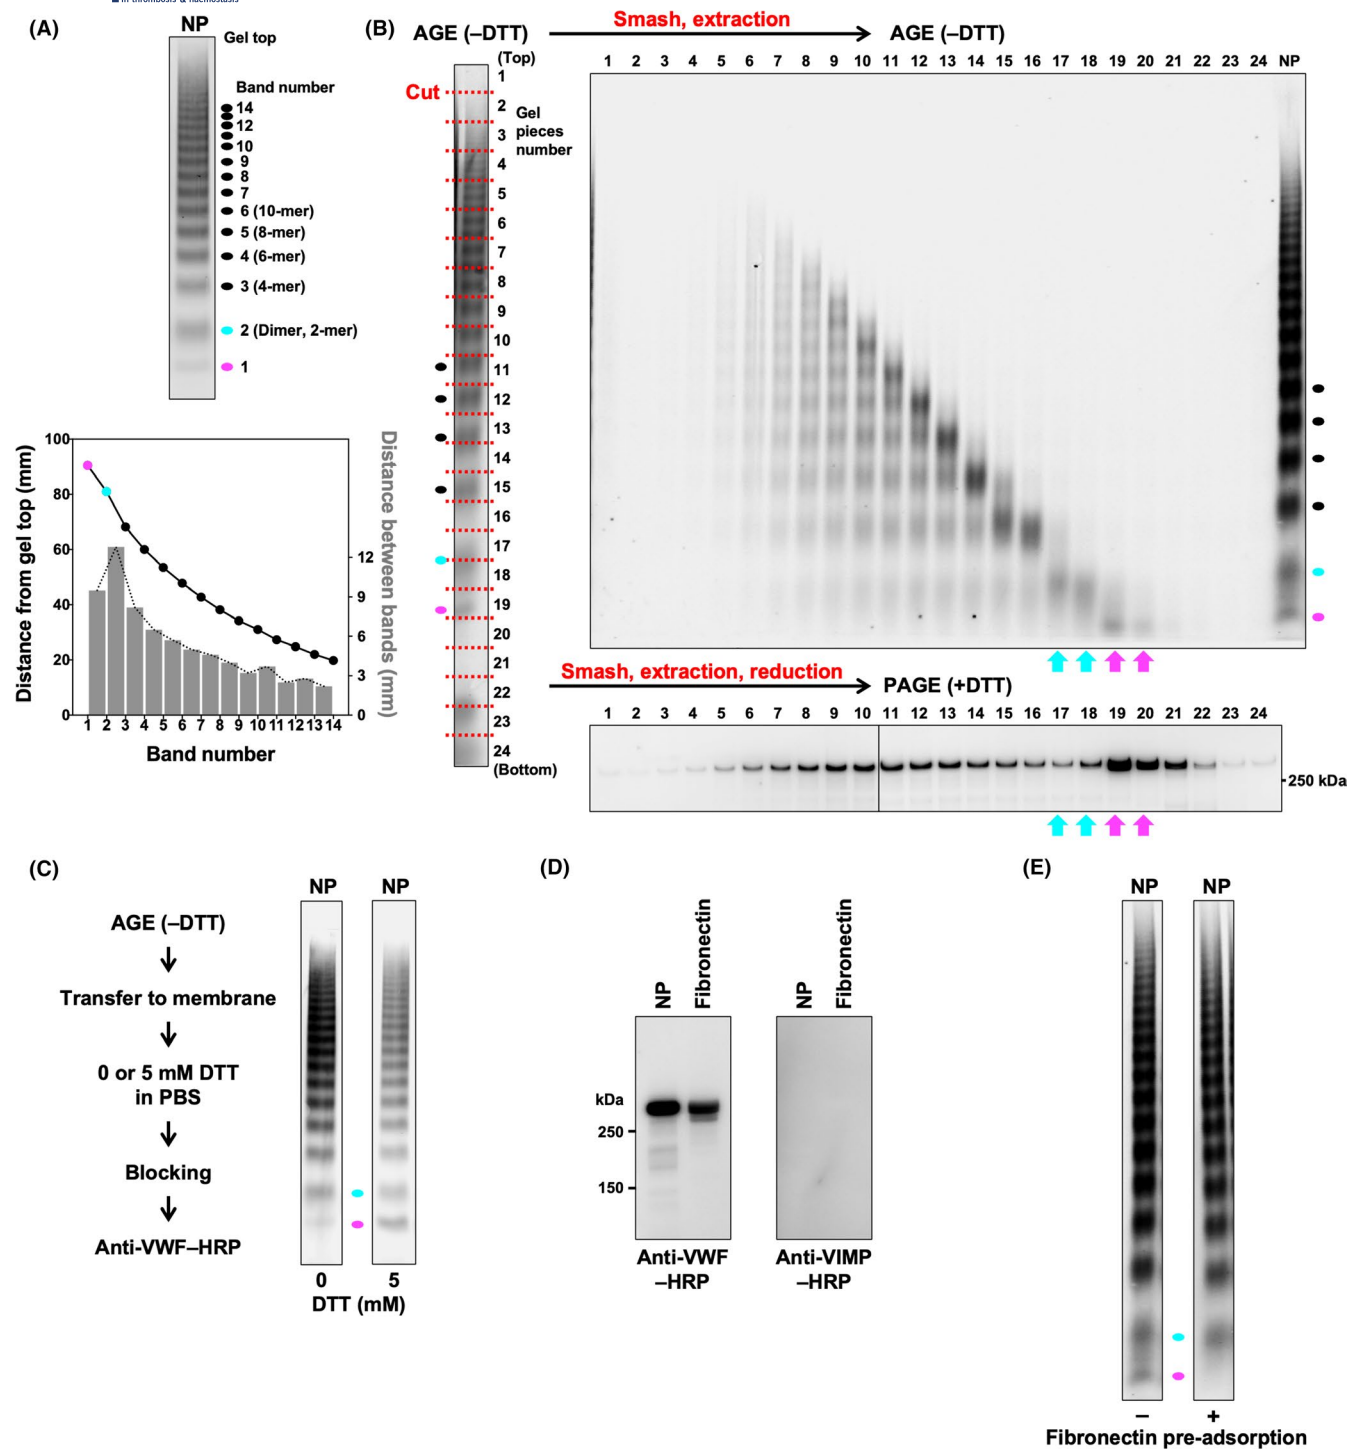 in thrombosis & haemostasis
(A)
NP
Gel top
Band number
14
12
10
9
8
7
6 (10-mer)
5 (8-mer)
4 (6-mer)
3 (4-mer)
2 (Dimer, 2-mer)
1
Distance from gel top (mm)
100
80
60
40
20
0
Distance between bands (mm)
12
9
6
3
0
1 2 3 4 5 6 7 8 9 10 11 12 13 14
Band number
(B)
AGE (–DTT)
Smash, extraction
AGE (–DTT)
(Top)
Cut
Gel
pieces
number
1
2
3
4
5
6
7
8
9
10
11
12
13
14
15
16
17
18
19
20
21
22
23
24
(Bottom)
1 2 3 4 5 6 7 8 9 10 11 12 13 14 15 16 17 18 19 20 21 22 23 24 NP
Smash, extraction, reduction
PAGE (+DTT)
1 2 3 4 5 6 7 8 9 10 11 12 13 14 15 16 17 18 19 20 21 22 23 24
250 kDa
(C)
AGE (–DTT)
Transfer to membrane
0 or 5 mM DTT
in PBS
Blocking
Anti-VWF–HRP
NP NP
0 5
DTT (mM)
(D)
NP
Fibronectin
NP
Fibronectin
kDa
250
150
Anti-VWF
–HRP
Anti-VIMP
–HRP
(E)
NP NP
– +
Fibronectin pre-adsorption